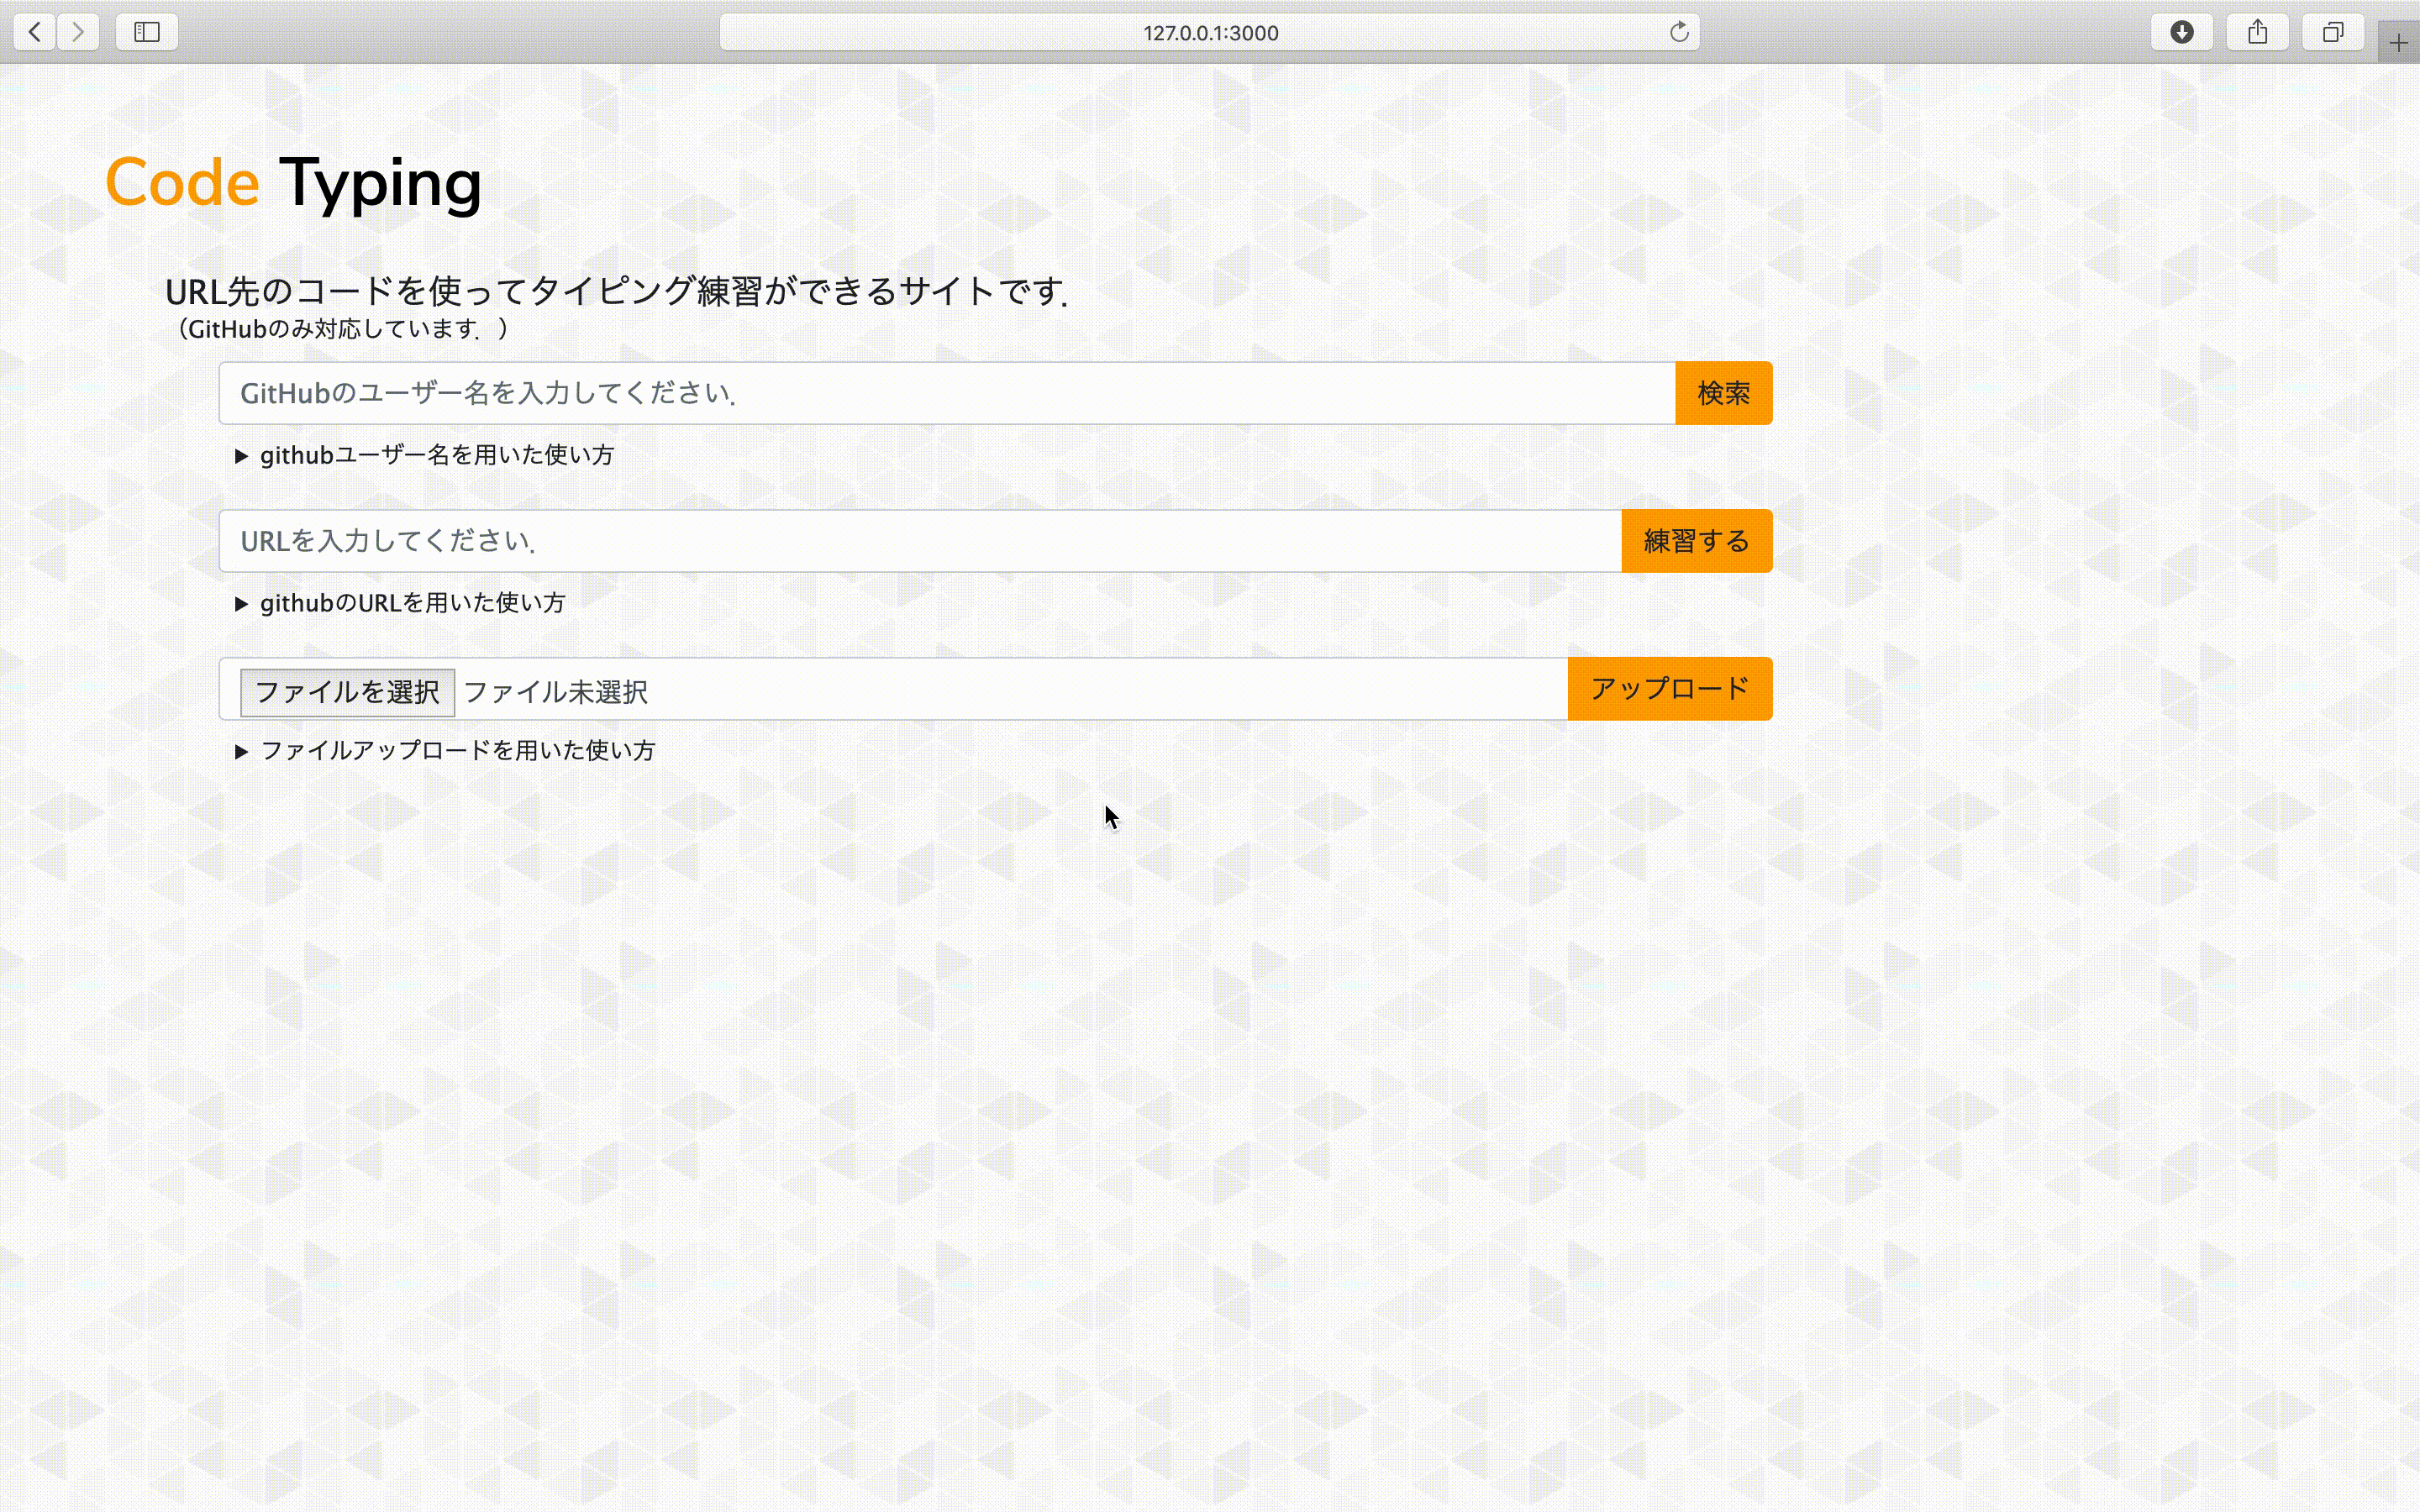 127.0.0.1:3000
Code Typing
URL先のコードを使ってタイピング練習ができるサイトです．
（GitHubのみ対応しています．）
GitHubのユーザー名を入力してください．
検索
▶ githubユーザー名を用いた使い方
URLを入力してください．
練習する
▶ githubのURLを用いた使い方
ファイルを選択 ファイル未選択
アップロード
▶ ファイルアップロードを用いた使い方